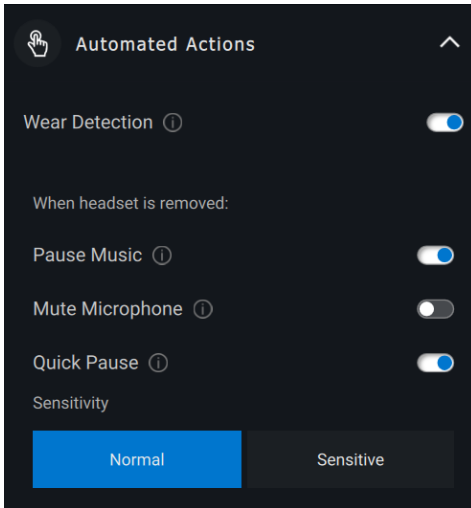 Automated Actions
Wear Detection
When headset is removed:
Pause Music
Mute Microphone
Quick Pause
Sensitivity
Normal Sensitive